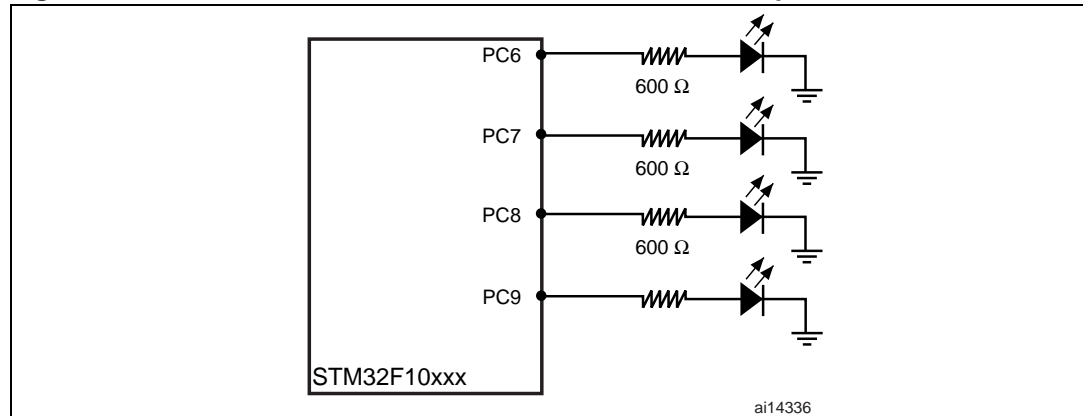 PC6
600 Ω
PC7
600 Ω
PC8
600 Ω
PC9
STM32F10xxx
ai14336